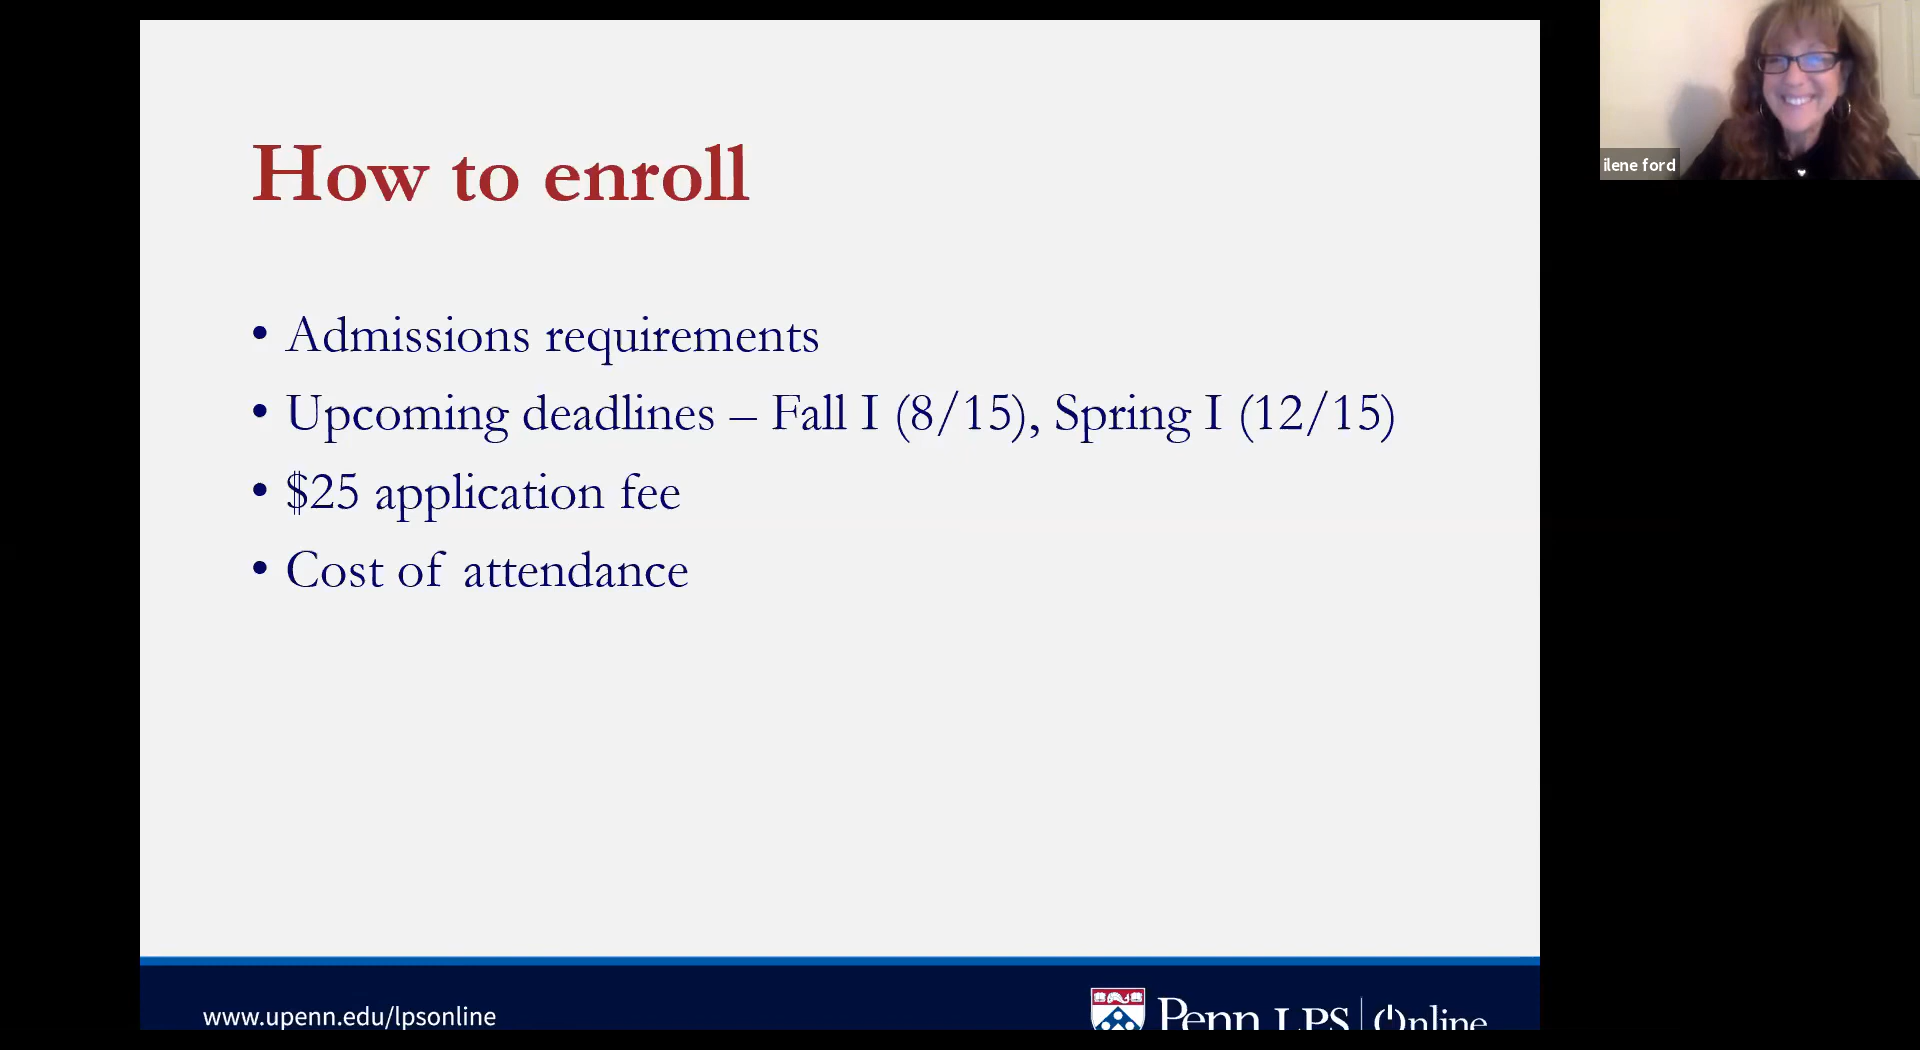 How to enroll
• Admissions requirements
• Upcoming deadlines – Fall I (8/15), Spring I (12/15)
• $25 application fee
• Cost of attendance
www.upenn.edu/lpsonline
Penn LPS | Online
ilene ford